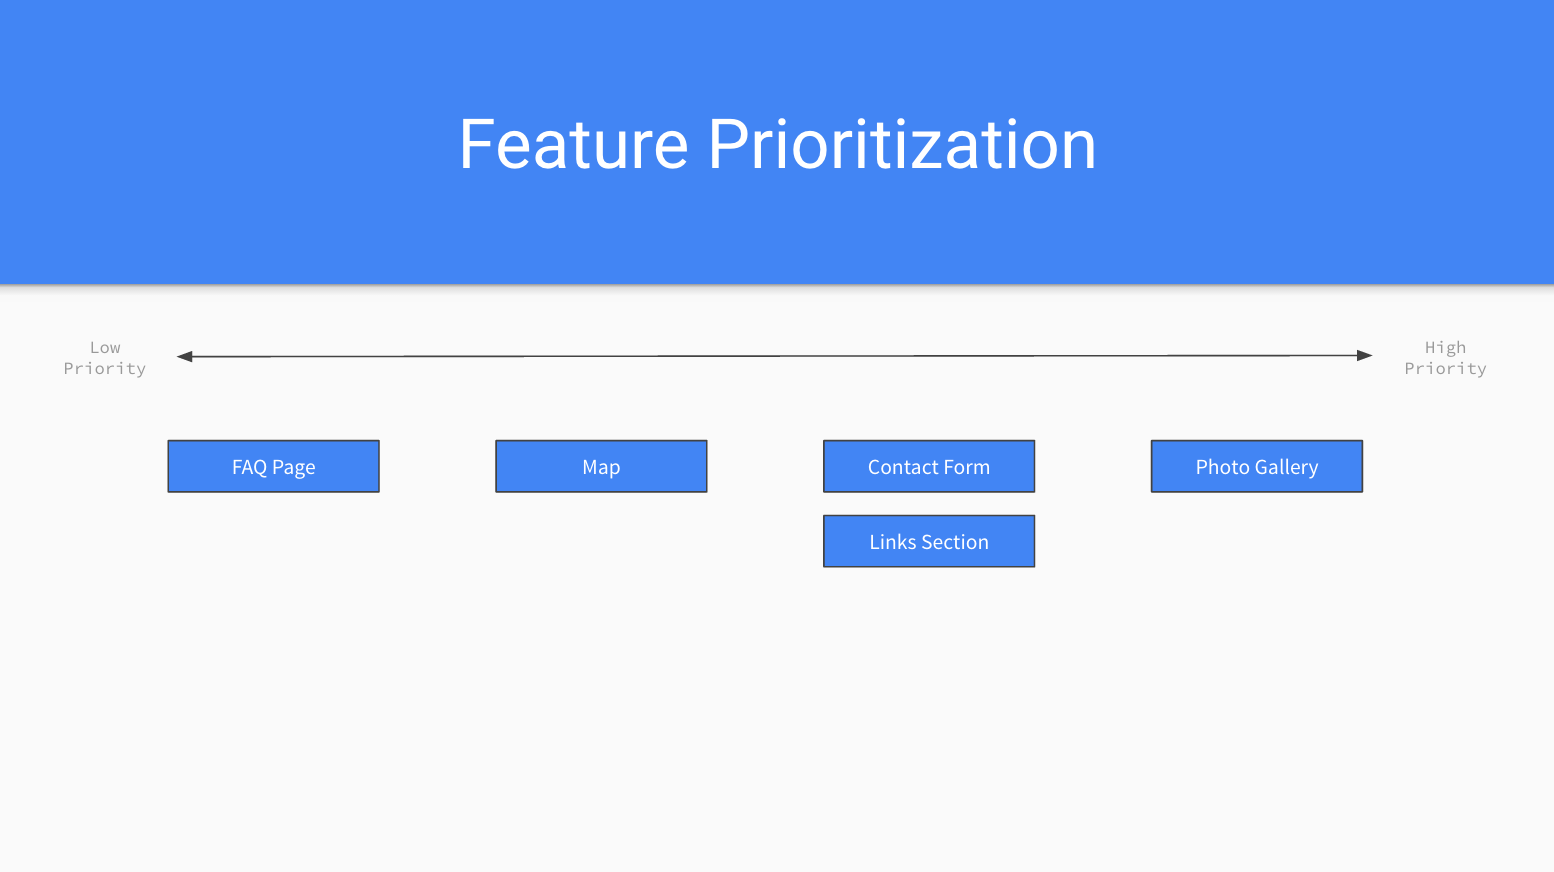 Feature Prioritization
Low
Priority
High
Priority
FAQ Page
Map
Contact Form
Photo Gallery
Links Section